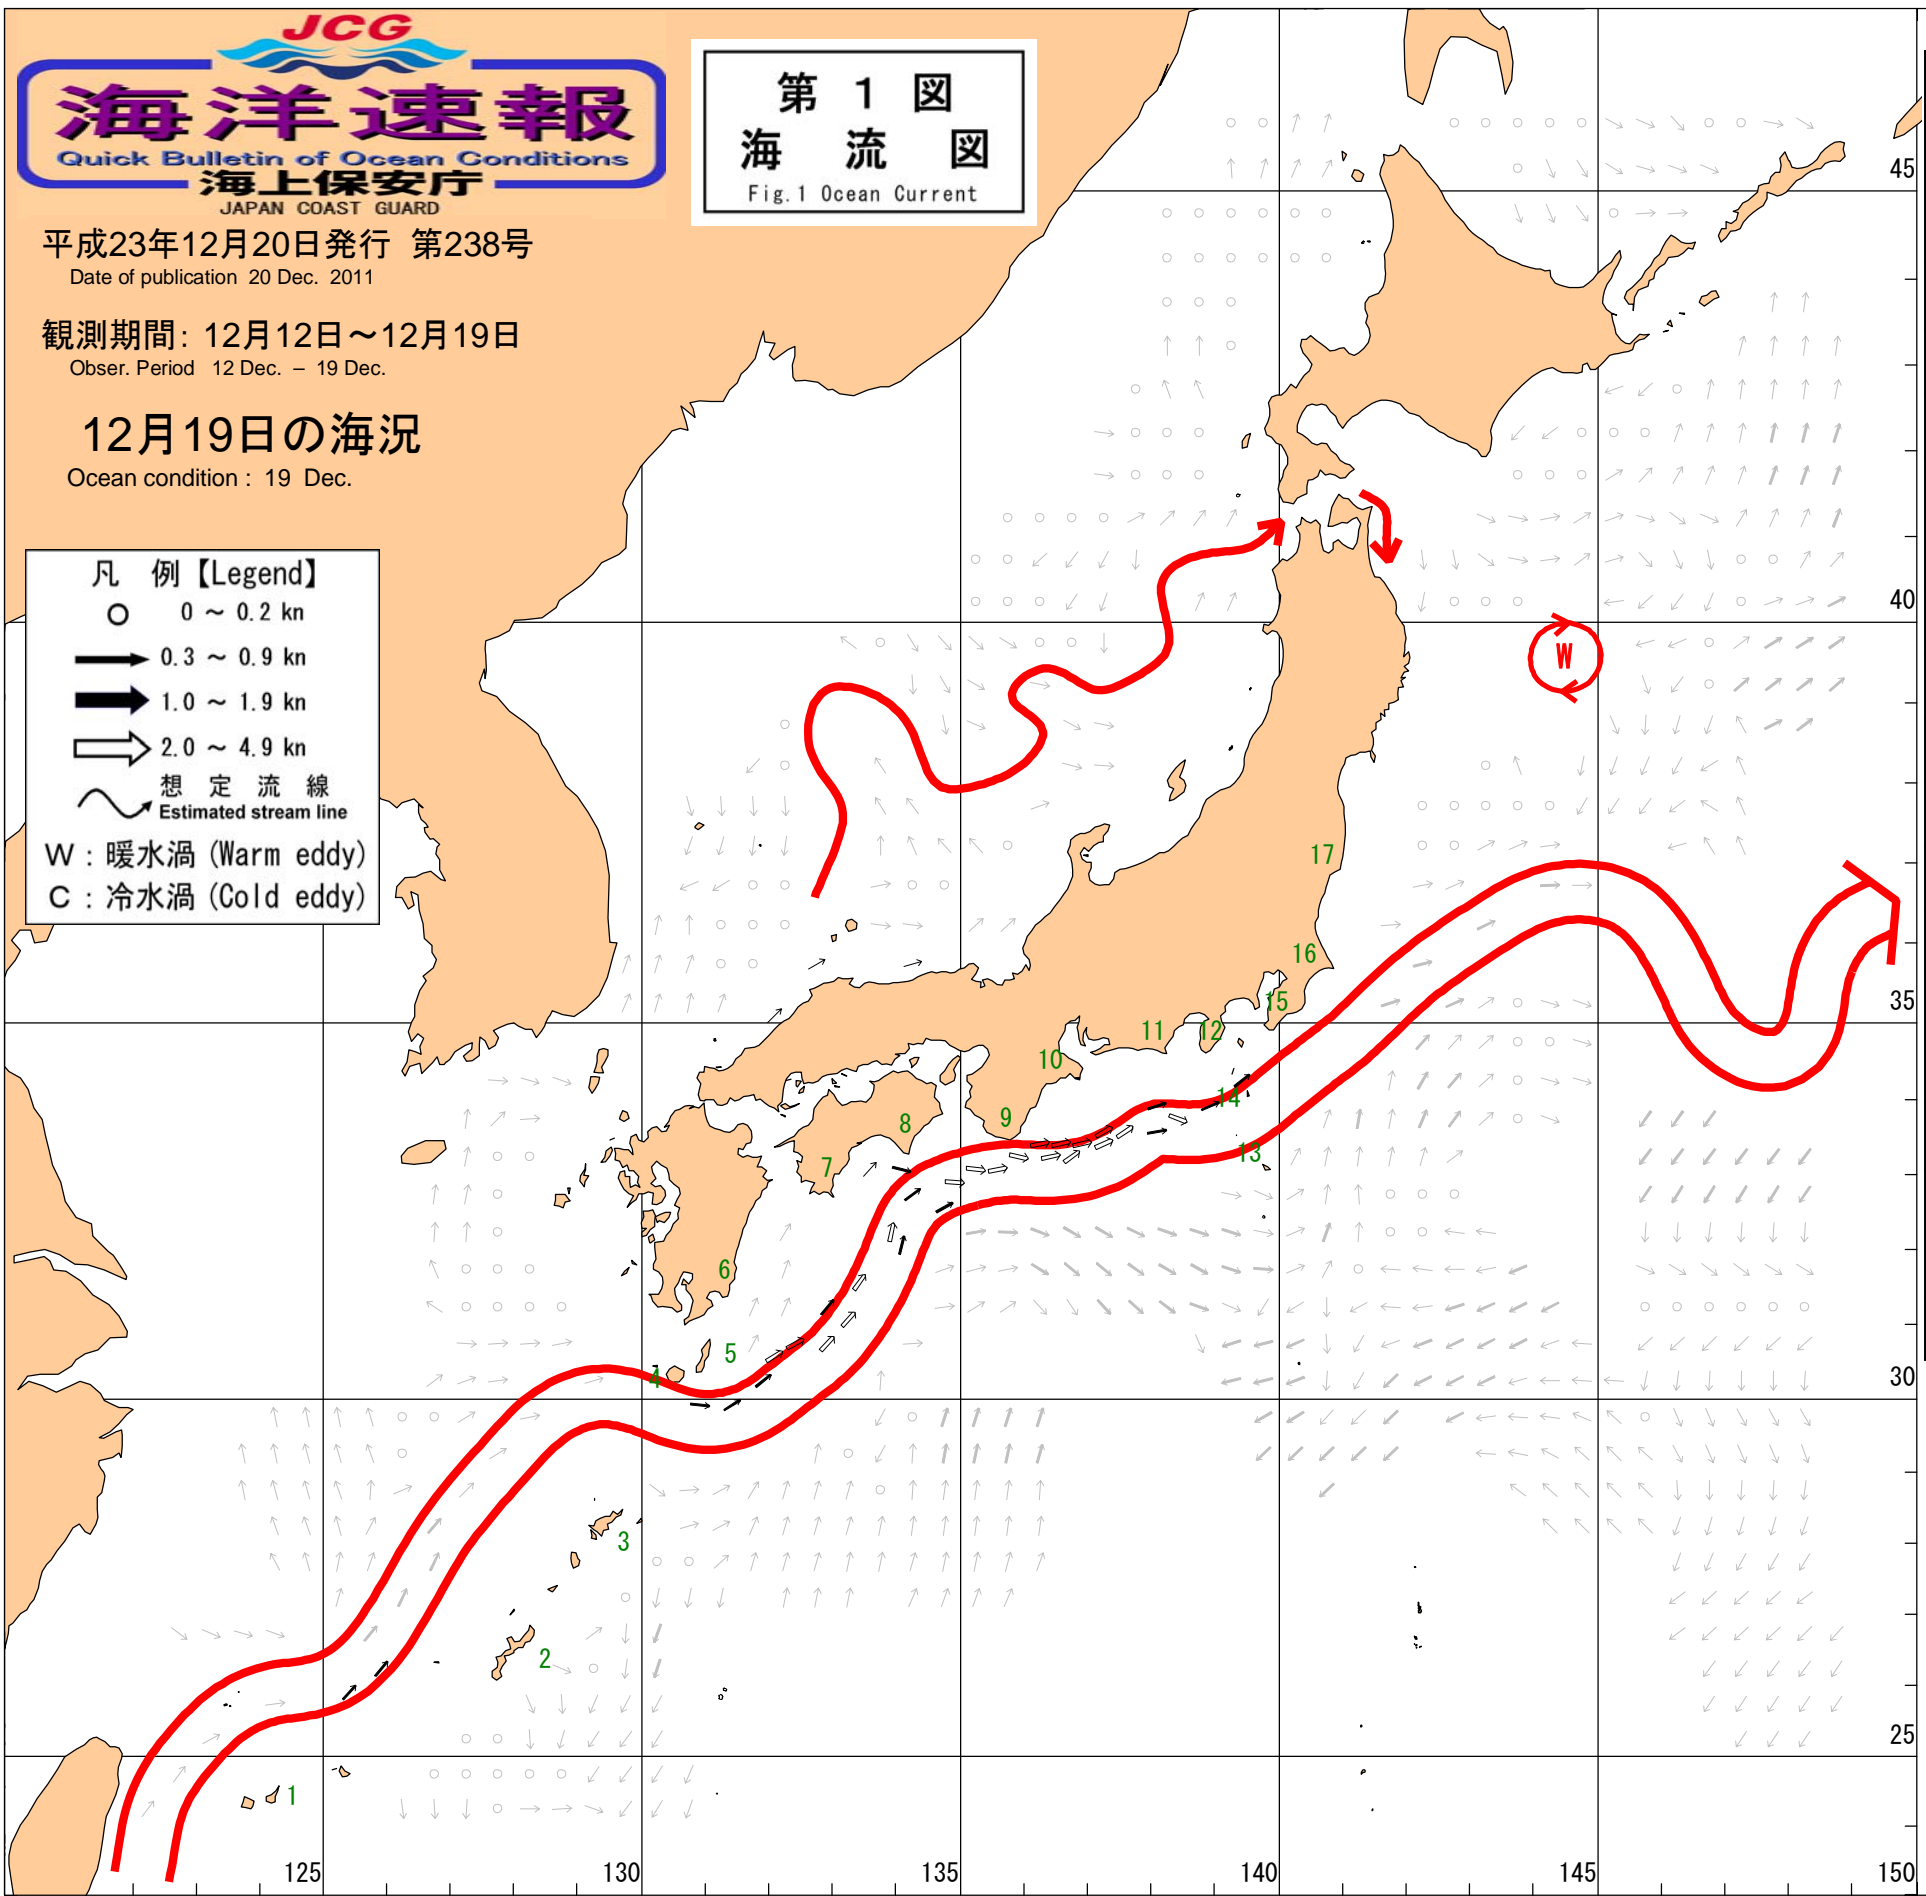 JCG
海洋速報
Quick Bulletin of Ocean Conditions
海上保安庁
JAPAN COAST GUARD
第 1 図
海 流 図
Fig.1 Ocean Current
平成23年12月20日発行 第238号
Date of publication 20 Dec. 2011
観測期間: 12月12日～12月19日
Obser. Period 12 Dec. – 19 Dec.
12月19日の海況
Ocean condition : 19 Dec.
凡 例【Legend】
0 ～ 0.2 kn
0.3 ～ 0.9 kn
1.0 ～ 1.9 kn
2.0 ～ 4.9 kn
想 定 流 線
Estimated stream line
W : 暖水渦 (Warm eddy)
C : 冷水渦 (Cold eddy)
45
40
W
17
16
35
15
12
11
10
14
9
8
13
7
6
5
4
30
3
2
25
1
125
130
135
140
145
150